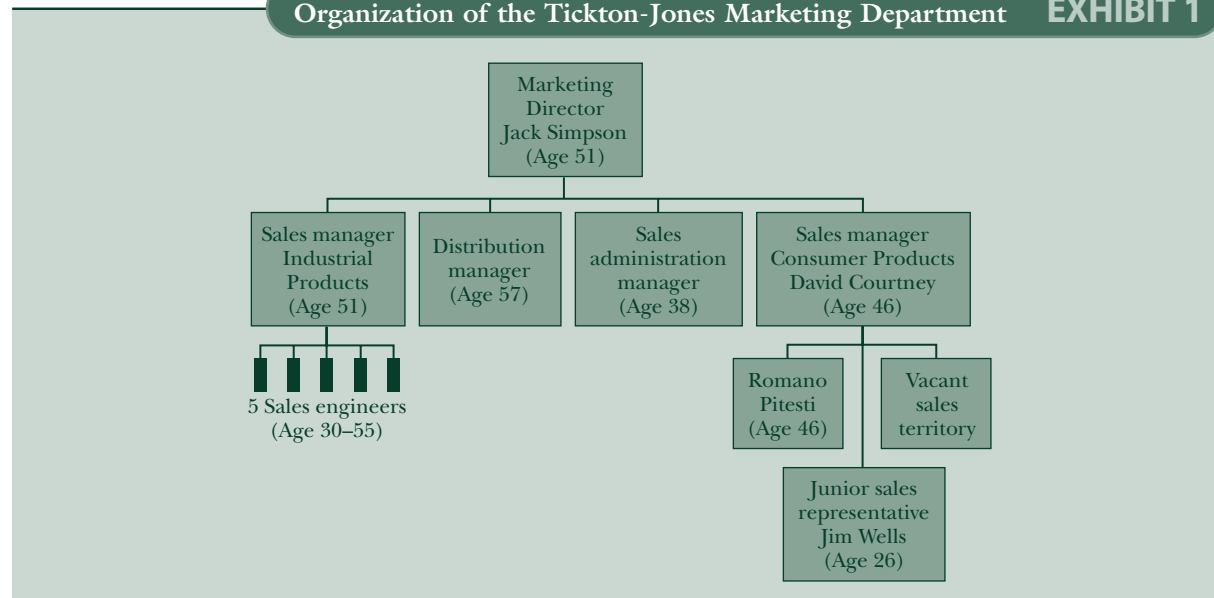 Organization of the Tickton-Jones Marketing Department
EXHIBIT 1
Marketing
Director
Jack Simpson
(Age 51)
Sales manager
Industrial
Products
(Age 51)
Distribution
manager
(Age 57)
Sales
administration
manager
(Age 38)
Sales manager
Consumer Products
David Courtney
(Age 46)
5 Sales engineers
(Age 30–55)
Romano
Pitesti
(Age 46)
Vacant
sales
territory
Junior sales
representative
Jim Wells
(Age 26)